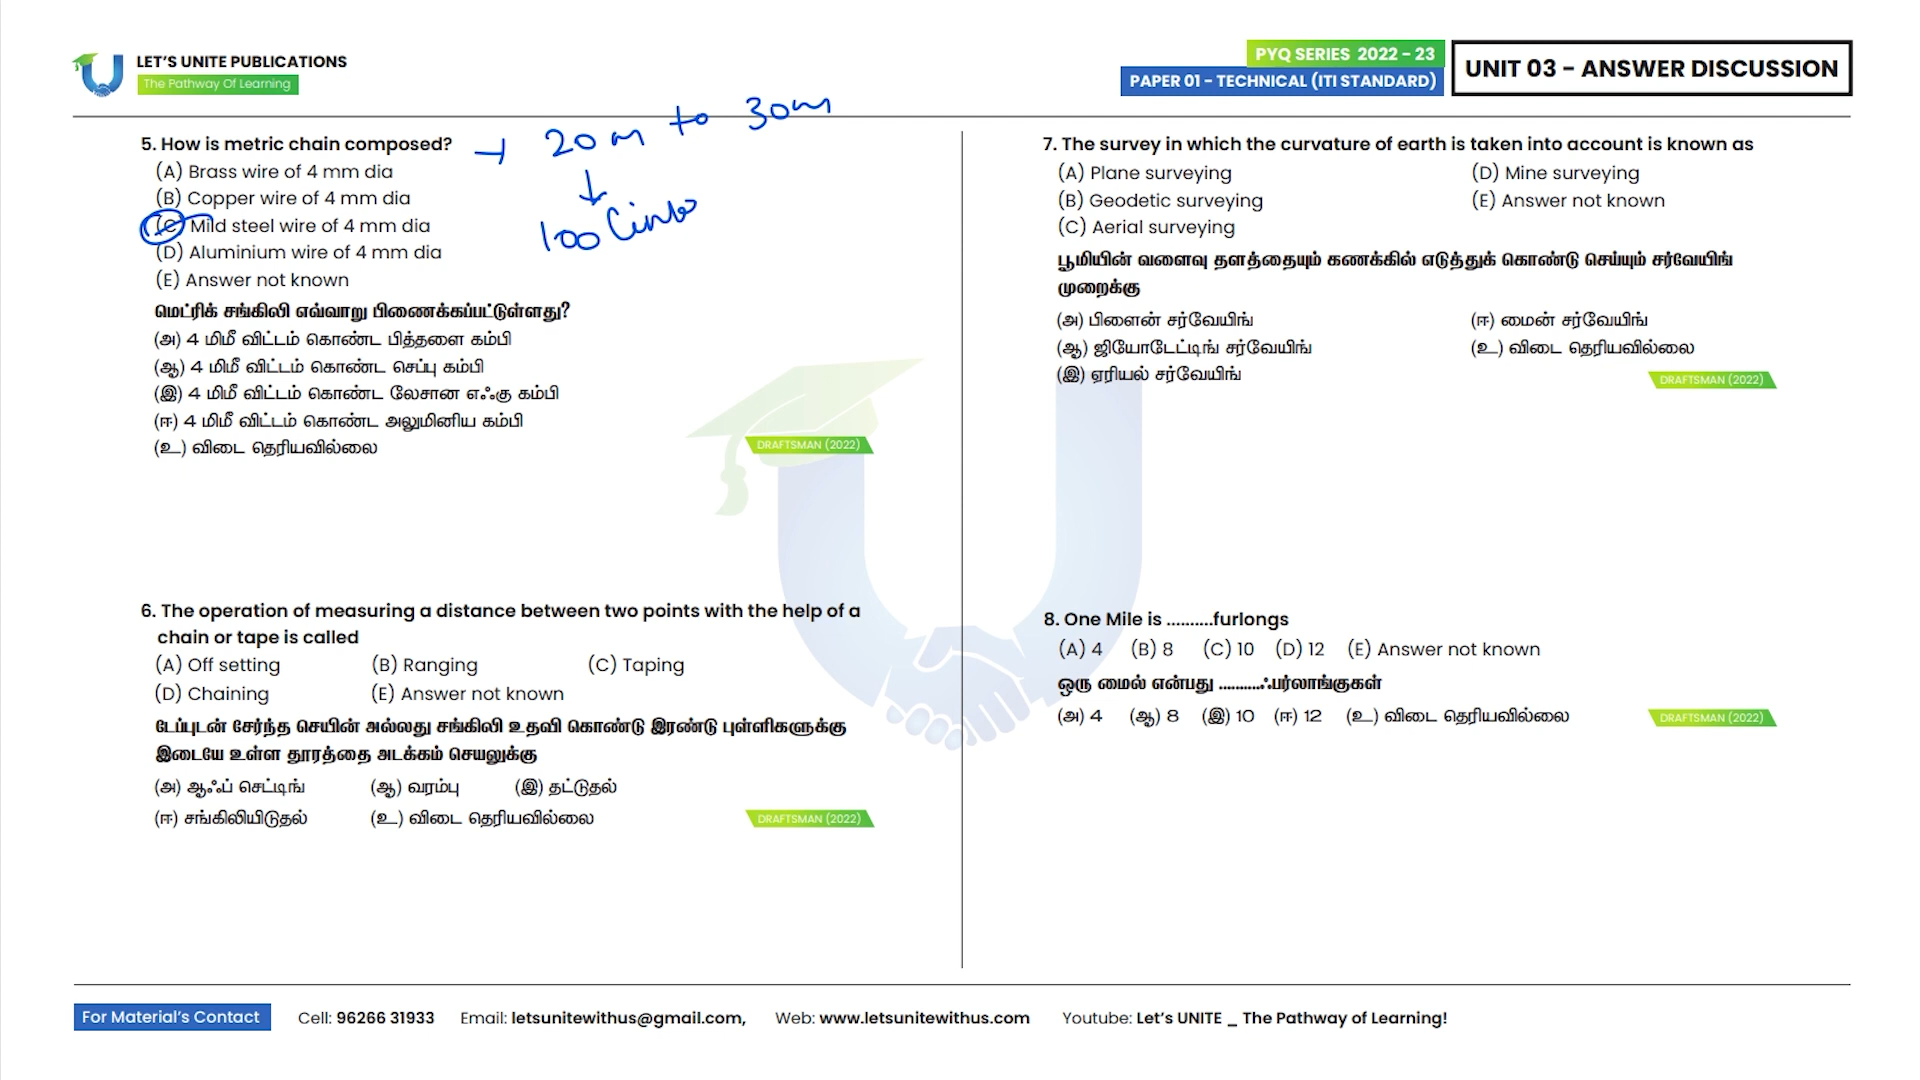 LET'S UNITE PUBLICATIONS
The Pathway Of Learning
PYQ SERIES 2022 - 23
PAPER 01 - TECHNICAL (ITI STANDARD)
UNIT 03 - ANSWER DISCUSSION
5. How is metric chain composed?
20m to 30m
(A) Brass wire of 4 mm dia
(B) Copper wire of 4 mm dia
100
(C) Mild steel wire of 4 mm dia
(D) Aluminium wire of 4 mm dia
(E) Answer not known
மெட்ரிக் சங்கிலி எவ்வாறு பிணைக்கப்பட்டுள்ளது?
(அ) 4 மிமீ விட்டம் கொண்ட பித்தளை கம்பி
(ஆ) 4 மிமீ விட்டம் கொண்ட செப்பு கம்பி
(இ) 4 மிமீ விட்டம் கொண்ட லேசான எஃகு கம்பி
(ஈ) 4 மிமீ விட்டம் கொண்ட அலுமினிய கம்பி
(உ) விடை தெரியவில்லை
DRAFTSMAN (2022)
6. The operation of measuring a distance between two points with the help of a
chain or tape is called
(A) Off setting (B) Ranging (C) Taping
(D) Chaining (E) Answer not known
டேப்புடன் சேர்ந்த செயின் அல்லது சங்கிலி உதவி கொண்டு இரண்டு புள்ளிகளுக்கு
இடையே உள்ள தூரத்தை அடக்கம் செயலுக்கு
(அ) ஆஃப் செட்டிங் (ஆ) வரம்பு (இ) தட்டுதல்
(ஈ) சங்கிலியிடுதல் (உ) விடை தெரியவில்லை
DRAFTSMAN (2022)
7. The survey in which the curvature of earth is taken into account is known as
(A) Plane surveying (D) Mine surveying
(B) Geodetic surveying (E) Answer not known
(C) Aerial surveying
பூமியின் வளைவு தளத்தையும் கணக்கில் எடுத்துக் கொண்டு செய்யும் சர்வேயிங்
முறைக்கு
(அ) பிளைன் சர்வேயிங் (ஈ) மைன் சர்வேயிங்
(ஆ) ஜியோடேட்டிங் சர்வேயிங் (உ) விடை தெரியவில்லை
(இ) ஏரியல் சர்வேயிங்
DRAFTSMAN (2022)
8. One Mile is ..........furlongs
(A) 4 (B) 8 (C) 10 (D) 12 (E) Answer not known
ஒரு மைல் என்பது ..........ஃபர்லாங்குகள்
(அ) 4 (ஆ) 8 (இ) 10 (ஈ) 12 (உ) விடை தெரியவில்லை
DRAFTSMAN (2022)
For Material's Contact Cell: 96266 31933 Email: letsunitewithus@gmail.com, Web: www.letsunitewithus.com Youtube: Let's UNITE _ The Pathway of Learning!